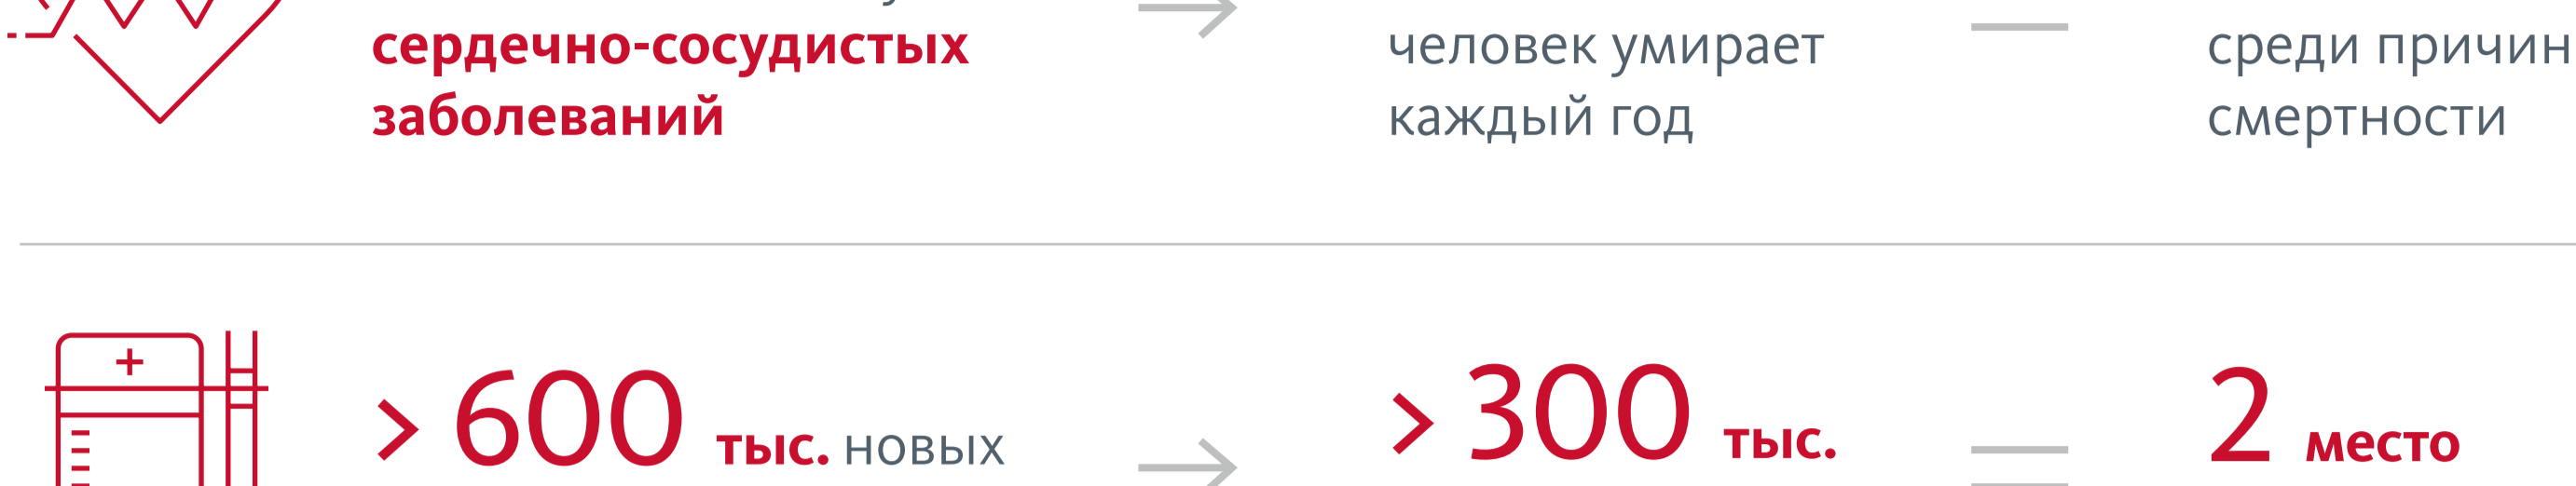 сердечно-сосудистых
заболеваний
человек умирает
каждый год
среди причин
смертности
> 600 тыс. новых
> 300 тыс.
2 место